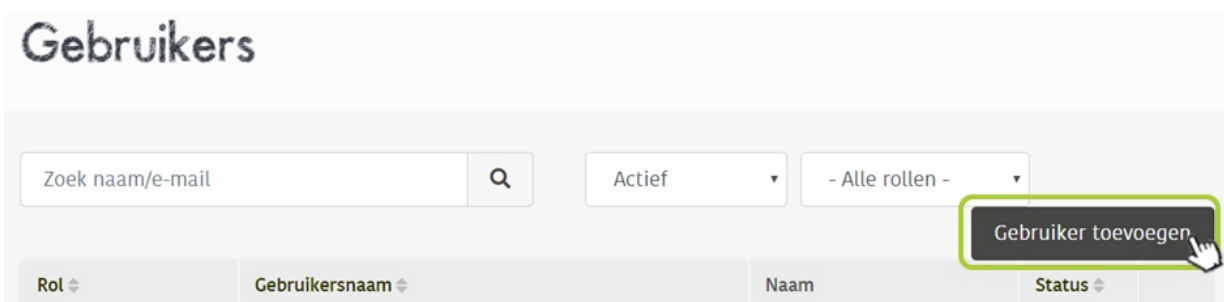 Gebruikers
Zoek naam/e-mail Actief - Alle rollen -
Gebruiker toevoegen
Rol Gebruikersnaam Naam Status